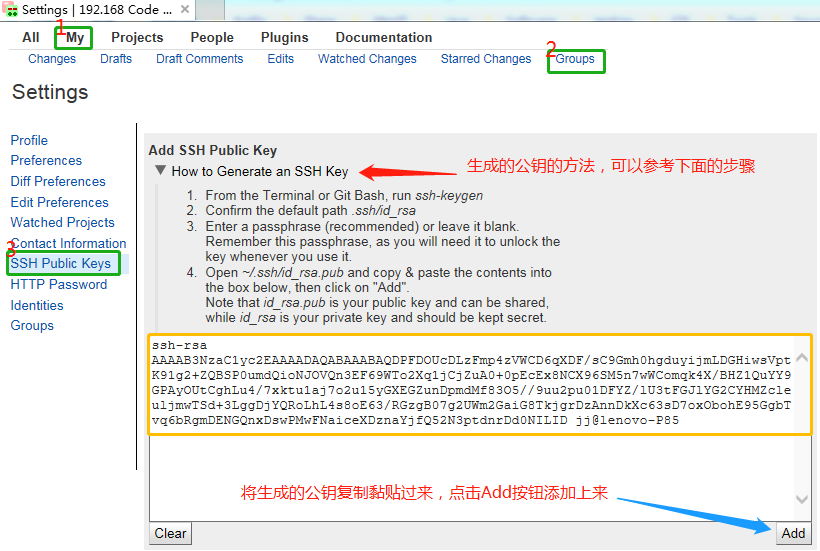 Settings | 192.168 Code ... ×
1
All My Projects People Plugins Documentation
2
Changes Drafts Draft Comments Edits Watched Changes Starred Changes Groups
Settings
Profile
Preferences
Diff Preferences
Edit Preferences
Watched Projects
3
Contact Information
SSH Public Keys
HTTP Password
Identities
Groups
Add SSH Public Key
How to Generate an SSH Key
生成的公钥的方法，可以参考下面的步骤
1. From the Terminal or Git Bash, run ssh-keygen
2. Confirm the default path .ssh/id_rsa
3. Enter a passphrase (recommended) or leave it blank.
Remember this passphrase, as you will need it to unlock
the key whenever you use it.
4. Open ~/.ssh/id_rsa.pub and copy & paste the contents into
the box below, then click on "Add".
Note that id_rsa.pub is your public key and can be shared,
while id_rsa is your private key and should be kept secret.
ssh-rsa
AAAAB3NzaC1yc2EAAAADAQABAAABAQDPFDOUcDLzFmp4zVWCD6qXDF/sC9Gmh0hgduyijmLDGHiwsVpt
K91g2+ZQBSP0umdQioNJOVQn3EF69WTo2Xq1jCjZuA0+0pEcEx8NCX96SM5n7wWComqk4X/BHZ1QuYY9
GPAyOUtCghLu4/7xktu1aj7o2u15yGXEGZunDpmdMf83O5//9uu2pu01DFYZ/lU3tFGJlYG2CYHMZcle
uljmwTSd+3LggDjYQRoLhL4s8oE63/RGzgB07g2UWm2GaiG8TkjgrDzAnnDkXc63sD7oxObohE95GgbT
vq6bRgmDENGQnxDswPMwFNaiceXDznaYjfQ52N3ptdnrDd0NILID jj@lenovo-P85
将生成的公钥复制黏贴过来，点击Add按钮添加上来
Clear Add